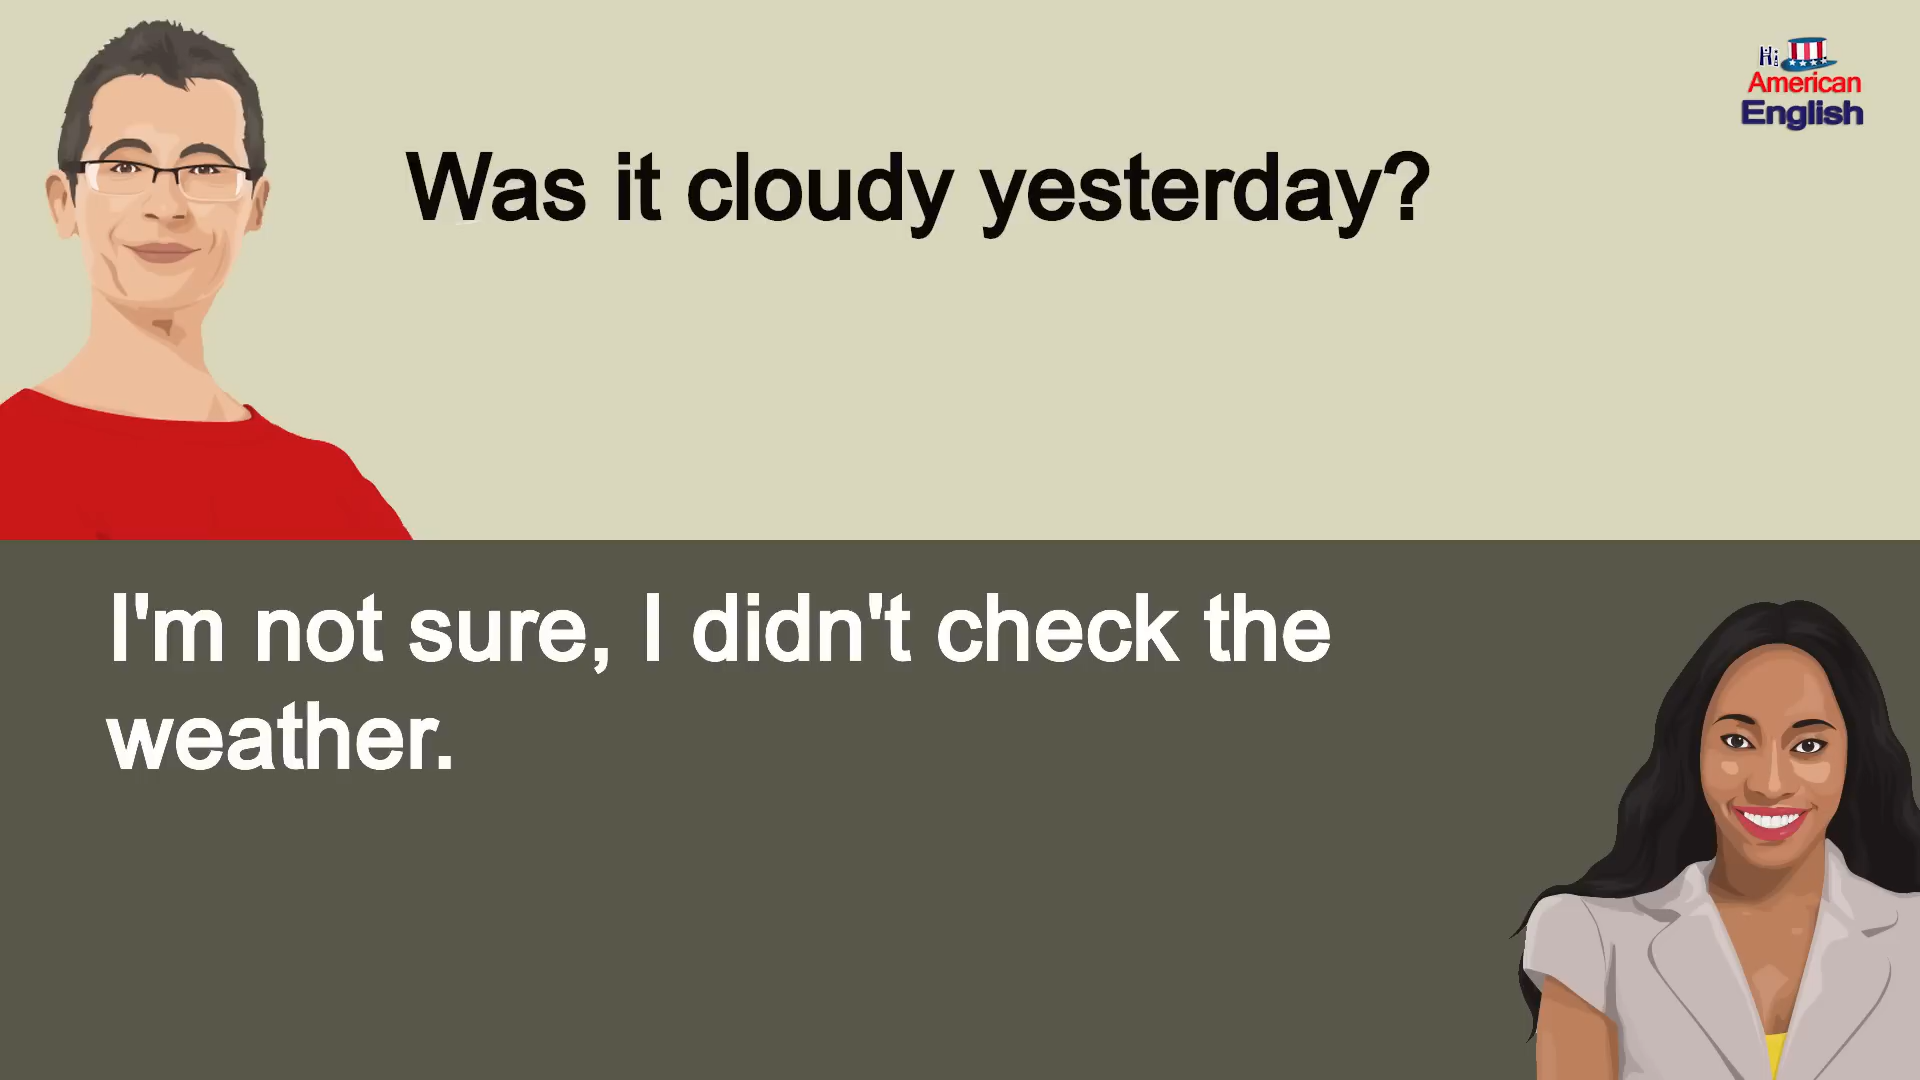 Hi
American
English
Was it cloudy yesterday?
I'm not sure, I didn't check the
weather.